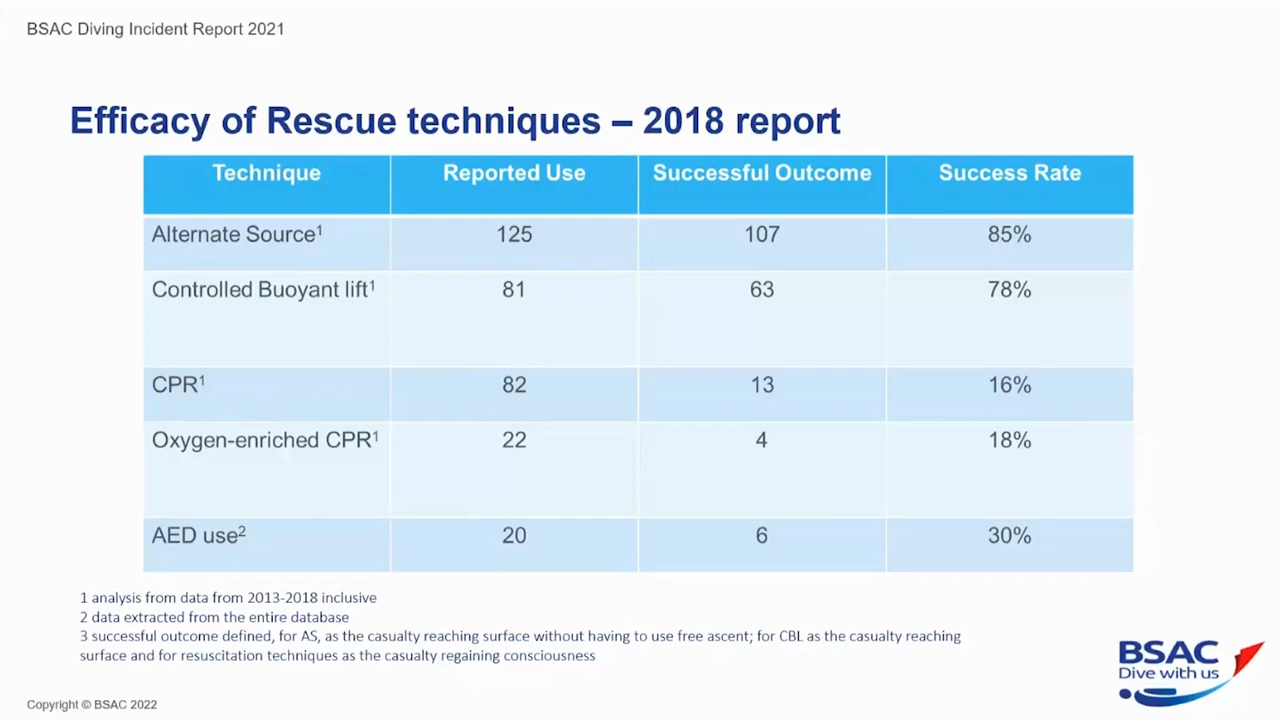 BSAC Diving Incident Report 2021
Efficacy of Rescue techniques – 2018 report
Technique Reported Use Successful Outcome Success Rate
Alternate Source¹ 125 107 85%
Controlled Buoyant lift¹ 81 63 78%
CPR¹ 82 13 16%
Oxygen-enriched CPR¹ 22 4 18%
AED use² 20 6 30%
1 analysis from data from 2013-2018 inclusive
2 data extracted from the entire database
3 successful outcome defined, for AS, as the casualty reaching surface without having to use free ascent; for CBL as the casualty reaching
surface and for resuscitation techniques as the casualty regaining consciousness
BSAC
Dive with us
Copyright © BSAC 2022